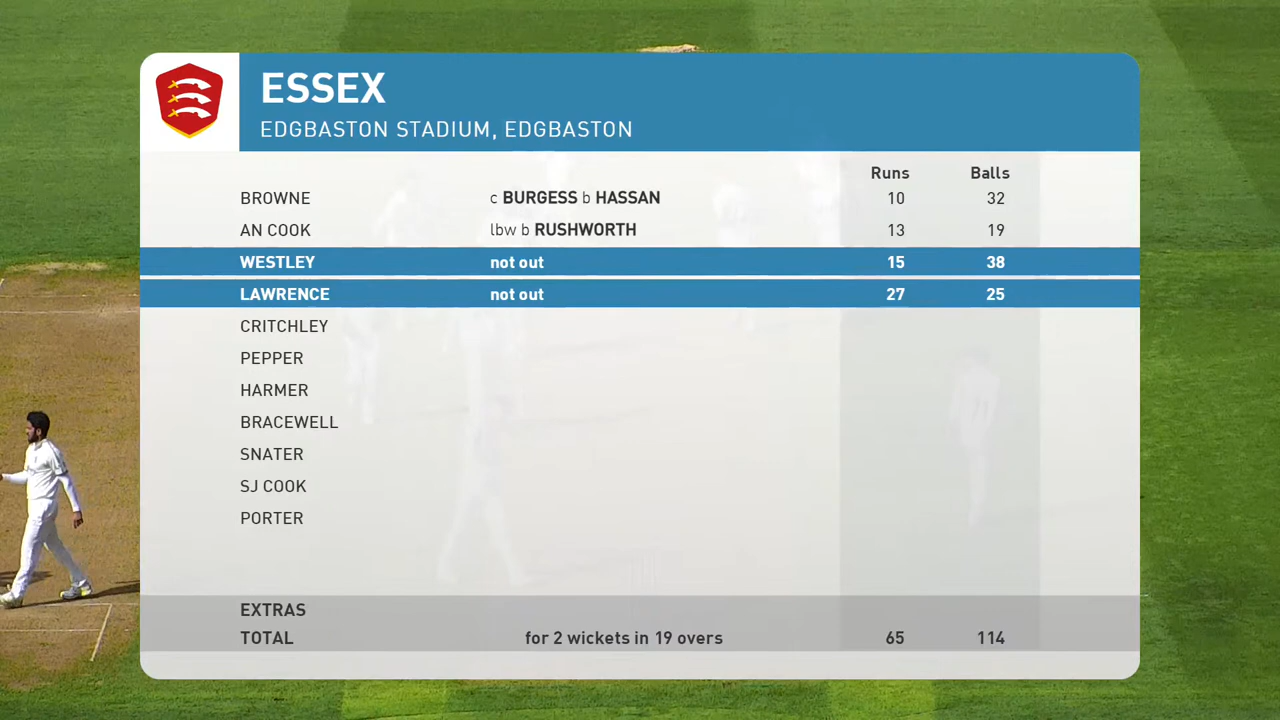 ESSEX
EDGBASTON STADIUM, EDGBASTON
Runs Balls
BROWNE c BURGESS b HASSAN 10 32
AN COOK lbw b RUSHWORTH 13 19
WESTLEY not out 15 38
LAWRENCE not out 27 25
CRITCHLEY
PEPPER
HARMER
BRACEWELL
SNATER
SJ COOK
PORTER
EXTRAS
TOTAL for 2 wickets in 19 overs 65 114